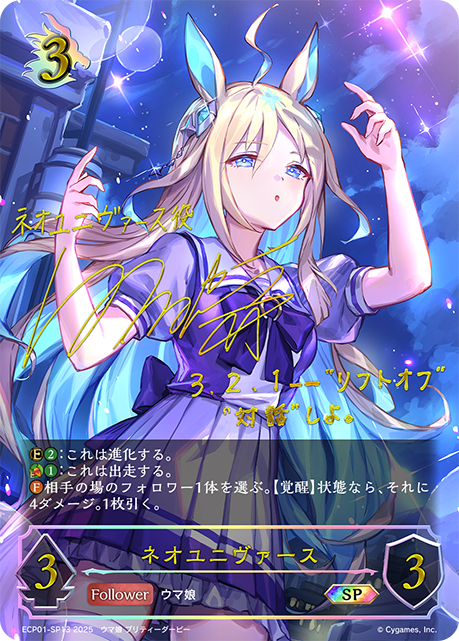 3
ネオユニヴァース役
3、2、1——"リフトオフ"
"対話"しよ。
E 2：これは進化する。
1：これは出走する。
F 相手の場のフォロワー1体を選ぶ。【覚醒】状態なら、それに
4ダメージ。1枚引く。
ネオユニヴァース
3
Follower
ウマ娘
SP
3
ECP01-SP13 2025 ウマ娘 プリティーダービー
© Cygames, Inc.